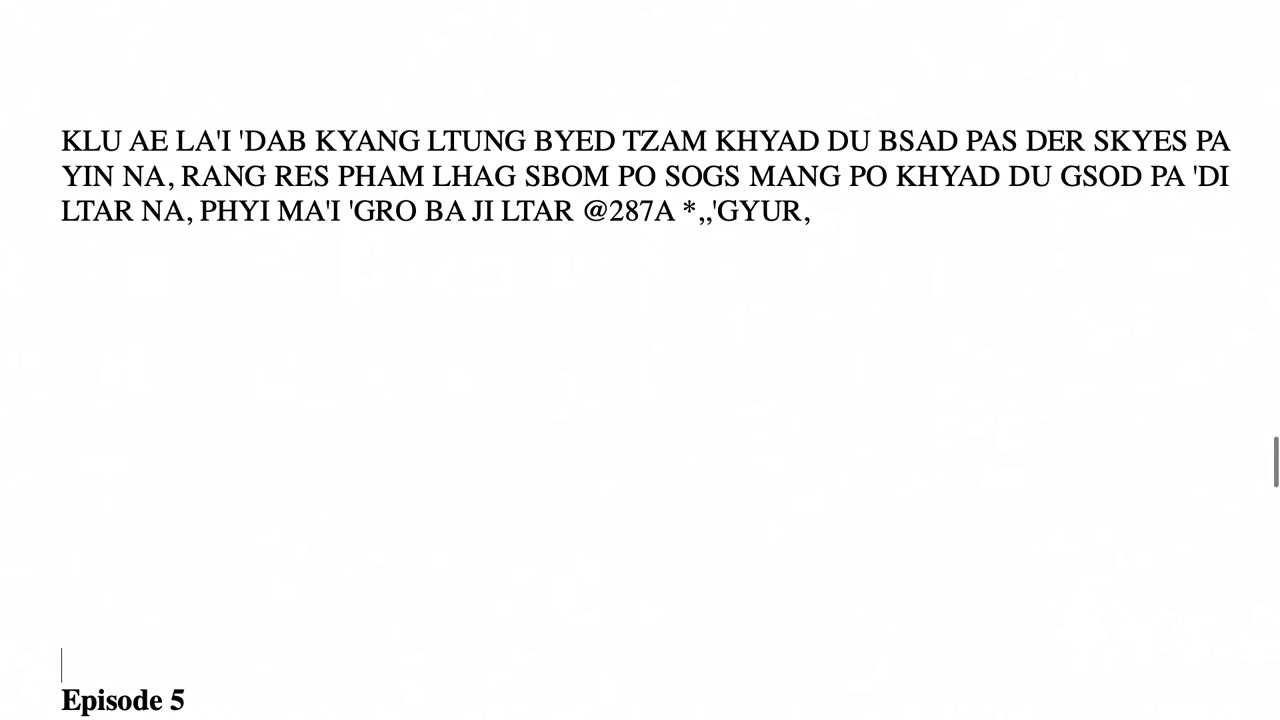 KLU AE LA'I 'DAB KYANG LTUNG BYED TZAM KHYAD DU BSAD PAS DER SKYES PA
YIN NA, RANG RES PHAM LHAG SBOM PO SOGS MANG PO KHYAD DU GSOD PA 'DI
LTAR NA, PHYI MA'I 'GRO BA JI LTAR @287A *,,'GYUR,
Episode 5